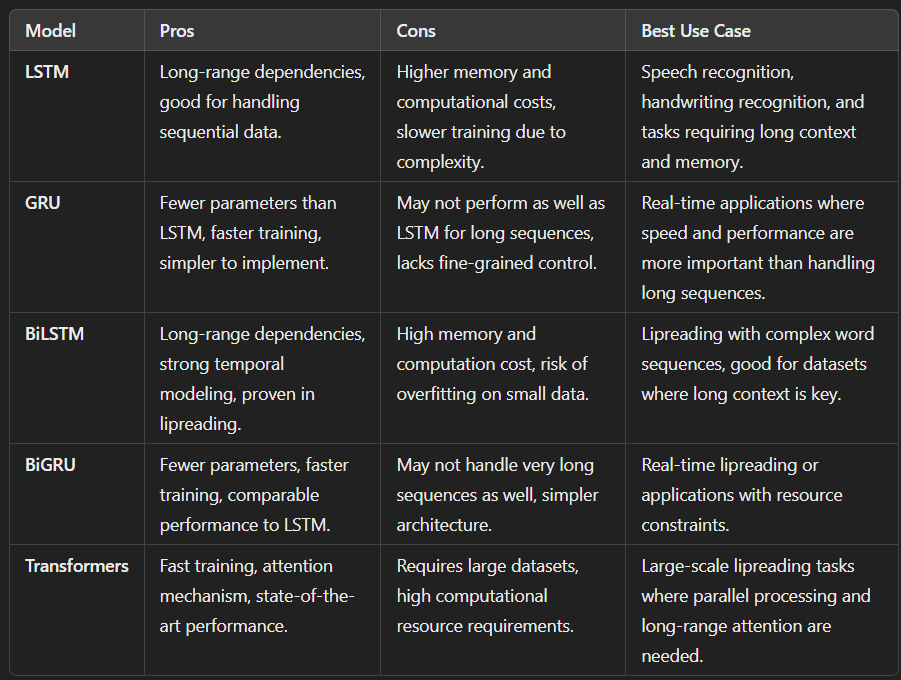 Model Pros Cons Best Use Case
LSTM
Long-range dependencies,
good for handling
sequential data.
Higher memory and
computational costs,
slower training due to
complexity.
Speech recognition,
handwriting recognition, and
tasks requiring long context
and memory.
GRU
Fewer parameters than
LSTM, faster training,
simpler to implement.
May not perform as well as
LSTM for long sequences,
lacks fine-grained control.
Real-time applications where
speed and performance are
more important than handling
long sequences.
BiLSTM
Long-range dependencies,
strong temporal
modeling, proven in
lipreading.
High memory and
computation cost, risk of
overfitting on small data.
Lipreading with complex word
sequences, good for datasets
where long context is key.
BiGRU
Fewer parameters, faster
training, comparable
performance to LSTM.
May not handle very long
sequences as well, simpler
architecture.
Real-time lipreading or
applications with resource
constraints.
Transformers
Fast training, attention
mechanism, state-of-the-
art performance.
Requires large datasets,
high computational
resource requirements.
Large-scale lipreading tasks
where parallel processing and
long-range attention are
needed.